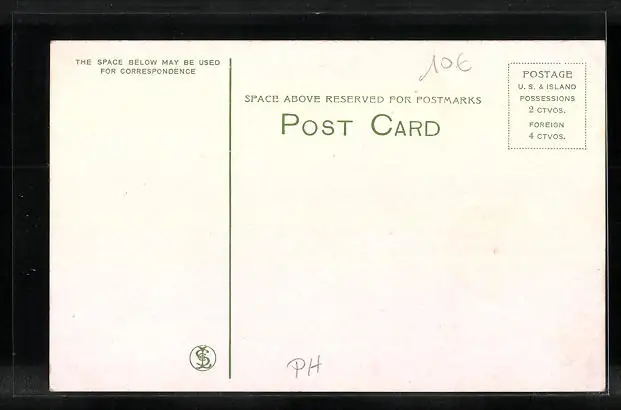 THE SPACE BELOW MAY BE USED
FOR CORRESPONDENCE
10€
SPACE ABOVE RESERVED FOR POSTMARKS
POST CARD
POSTAGE
U. S. & ISLAND
POSSESSIONS
2 CTVOS.
FOREIGN
4 CTVOS.
PH